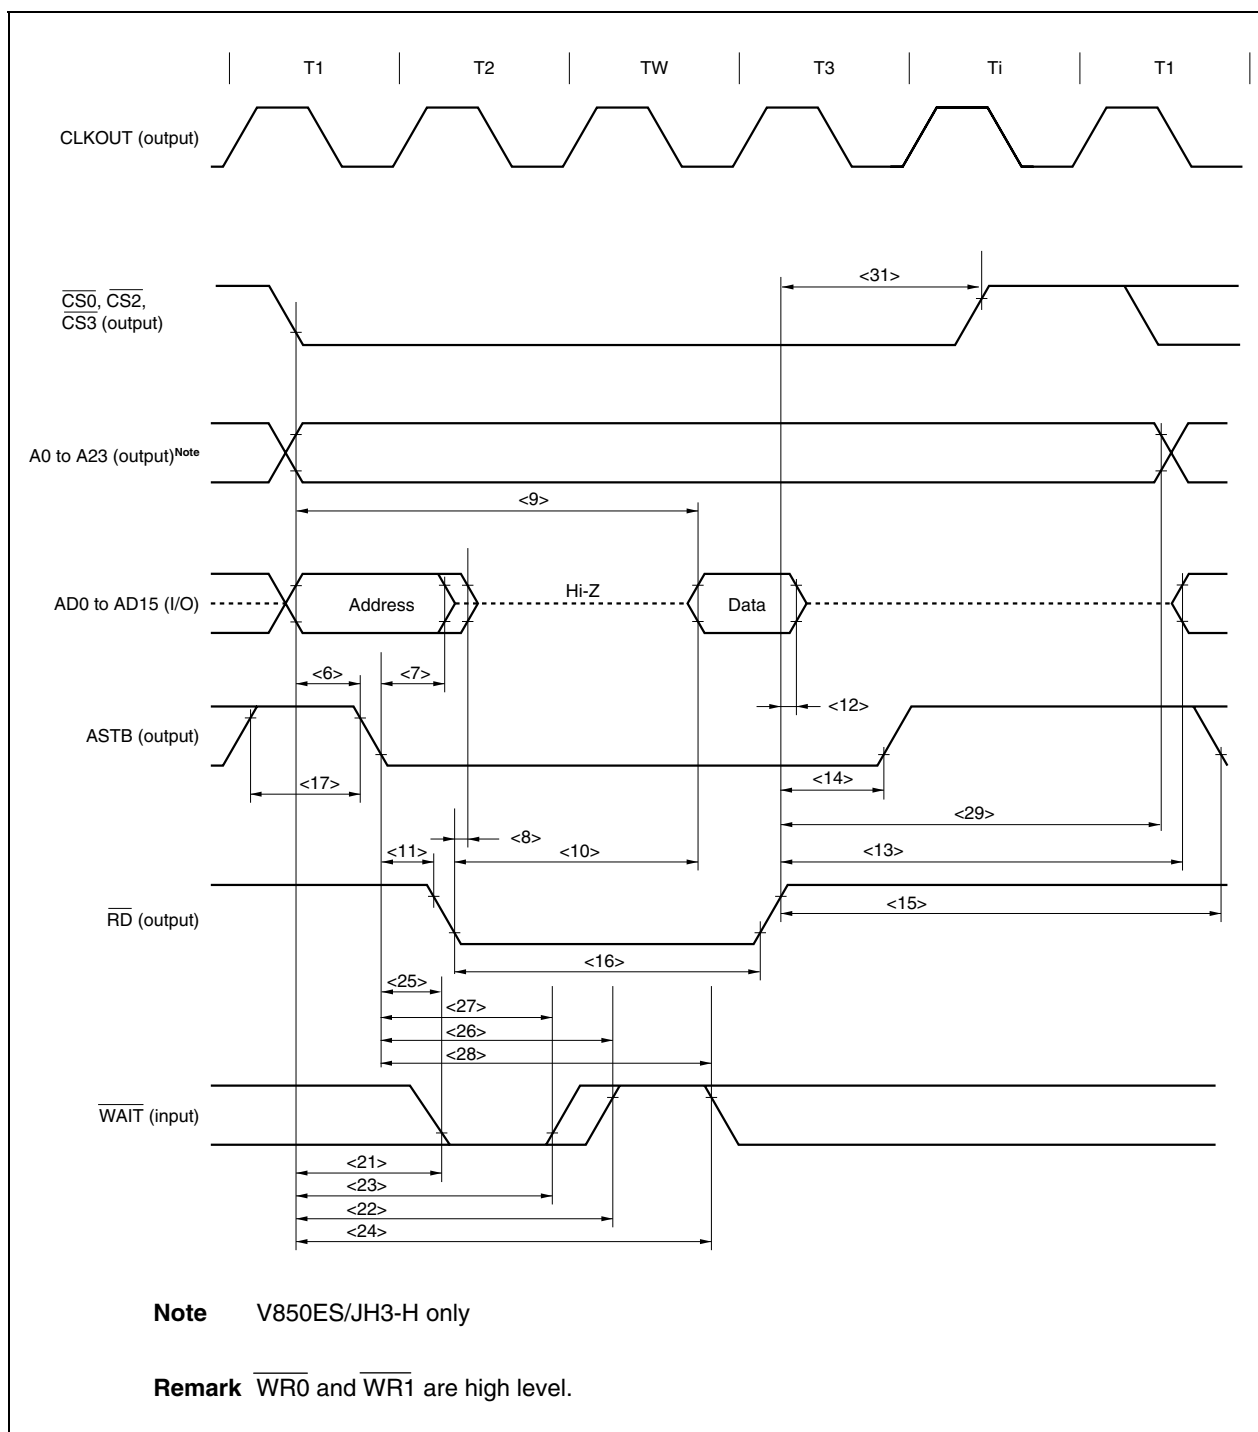 T1 T2 TW T3 Ti T1
CLKOUT (output)
<31>
CS0, CS2,
CS3 (output)
A0 to A23 (output)Note
<9>
Hi-Z
AD0 to AD15 (I/O) Address Data
<6> <7>
<12>
ASTB (output)
<14>
<17>
<29>
<8>
<11> <10> <13>
<15>
RD (output)
<16>
<25>
<27>
<26>
<28>
WAIT (input)
<21>
<23>
<22>
<24>
Note V850ES/JH3-H only
Remark WR0 and WR1 are high level.